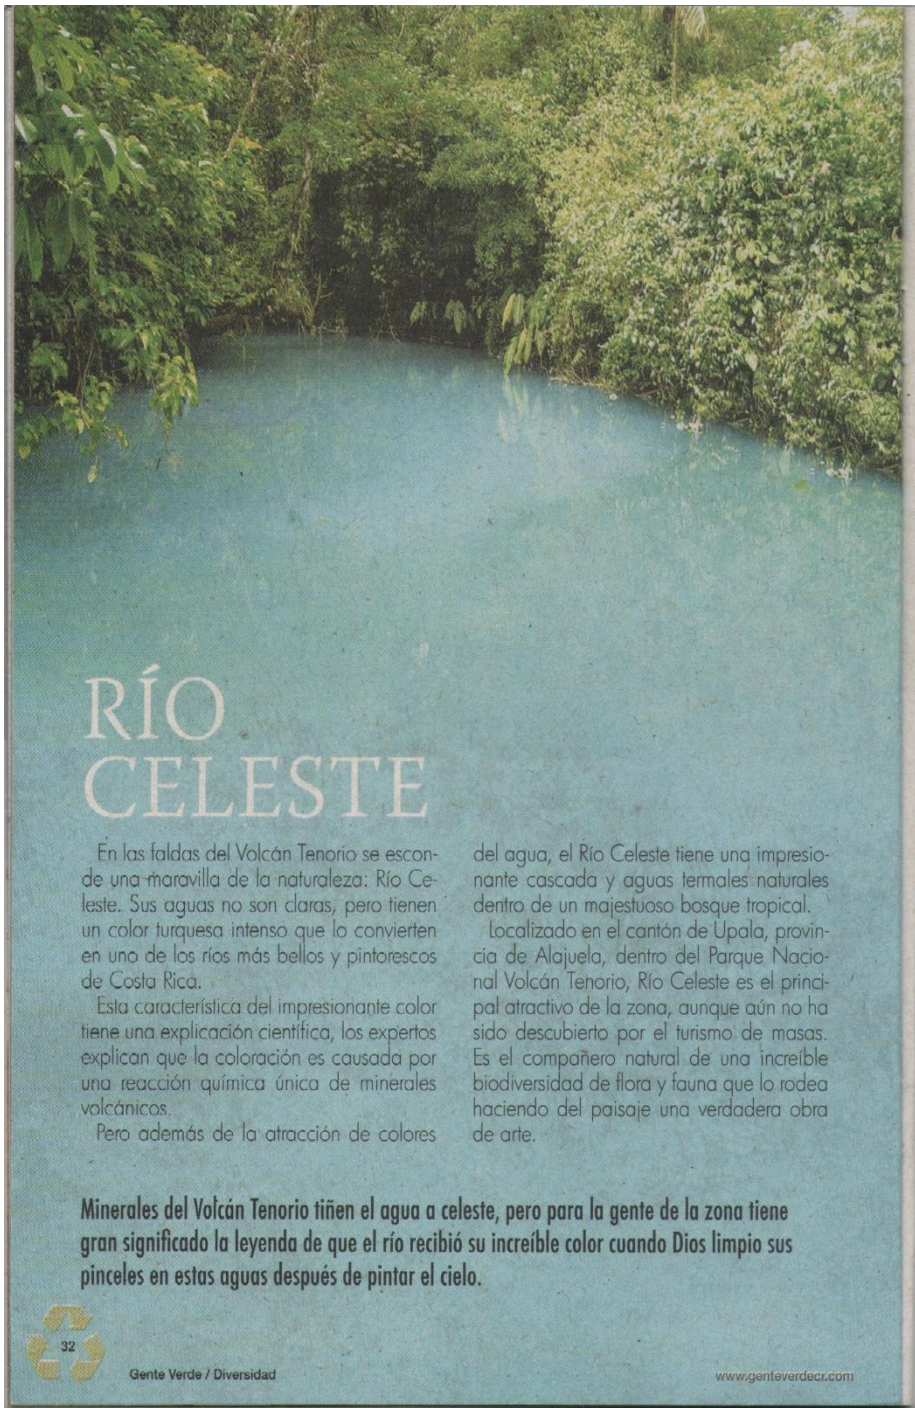 RÍO
CELESTE
En las faldas del Volcán Tenorio se escon-
de una maravilla de la naturaleza: Río Ce-
leste. Sus aguas no son claras, pero tienen
un color turquesa intenso que lo convierten
en uno de los ríos más bellos y pintorescos
de Costa Rica.
Esta característica del impresionante color
tiene una explicación científica, los expertos
explican que la coloración es causada por
una reacción química única de minerales
volcánicos.
Pero además de la atracción de colores
del agua, el Río Celeste tiene una impresio-
nante cascada y aguas termales naturales
dentro de un majestuoso bosque tropical.
Localizado en el cantón de Upala, provin-
cia de Alajuela, dentro del Parque Nacio-
nal Volcán Tenorio, Río Celeste es el princi-
pal atractivo de la zona, aunque aún no ha
sido descubierto por el turismo de masas.
Es el compañero natural de una increíble
biodiversidad de flora y fauna que lo rodea
haciendo del paisaje una verdadera obra
de arte.
Minerales del Volcán Tenorio tiñen el agua a celeste, pero para la gente de la zona tiene
gran significado la leyenda de que el río recibió su increíble color cuando Dios limpio sus
pinceles en estas aguas después de pintar el cielo.
32
Gente Verde / Diversidad
www.genteverdecr.com